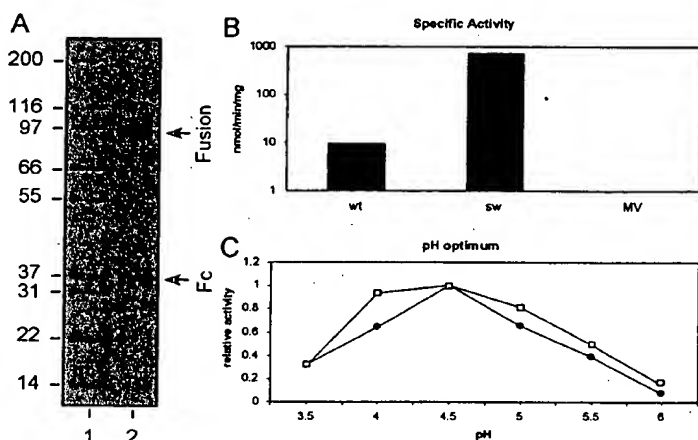 A
200
116
97
66
55
37
31
22
14
1 2
Fusion
Fc
B
Specific Activity
nmol/min/mg
1000
100
10
1
wt sw MV
C
pH optimum
relative activity
1.2
1
0.8
0.6
0.4
0.2
0
3.5 4 4.5 5 5.5 6
pH